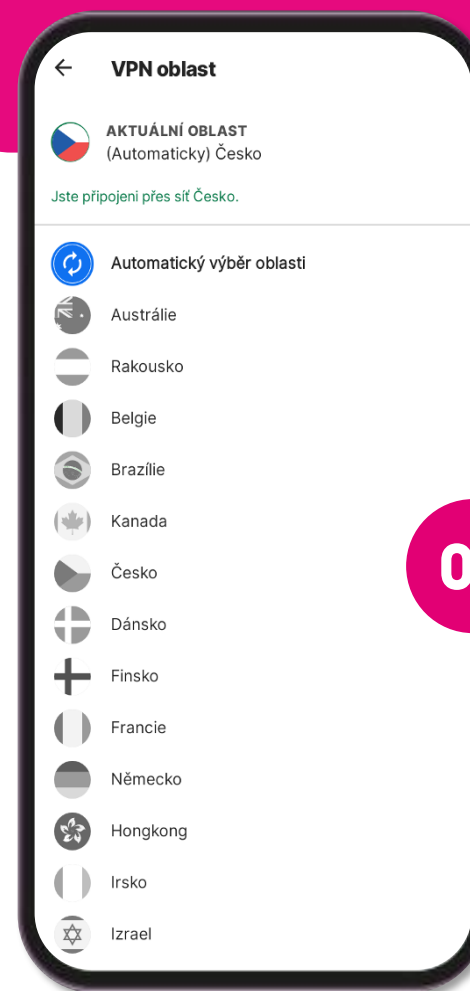 VPN oblast
AKTUÁLNÍ OBLAST
(Automaticky) Česko
Jste připojeni přes síť Česko.
Automatický výběr oblasti
Austrálie
Rakousko
Belgie
Brazílie
Kanada
Česko
0
Dánsko
Finsko
Francie
Německo
Hongkong
Irsko
Izrael